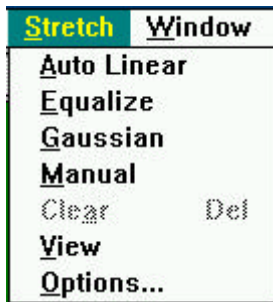 Stretch Window
Auto Linear
Equalize
Gaussian
Manual
Clear Del
View
Options...